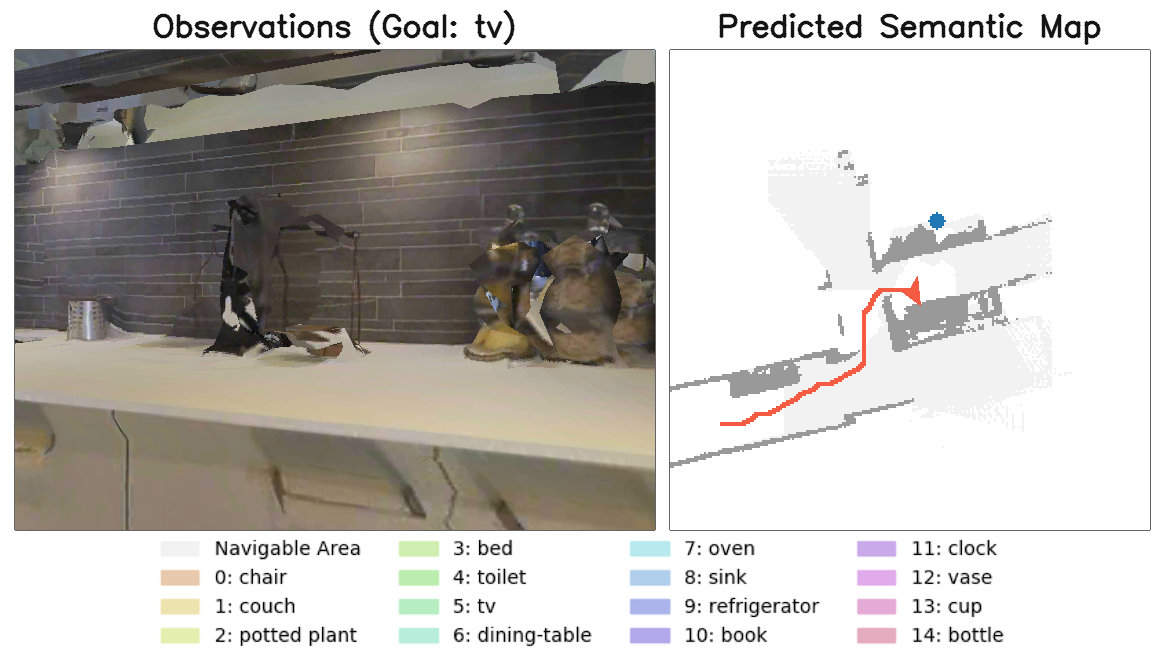 Observations (Goal: tv)
Predicted Semantic Map
Navigable Area
0: chair
1: couch
2: potted plant
3: bed
4: toilet
5: tv
6: dining-table
7: oven
8: sink
9: refrigerator
10: book
11: clock
12: vase
13: cup
14: bottle